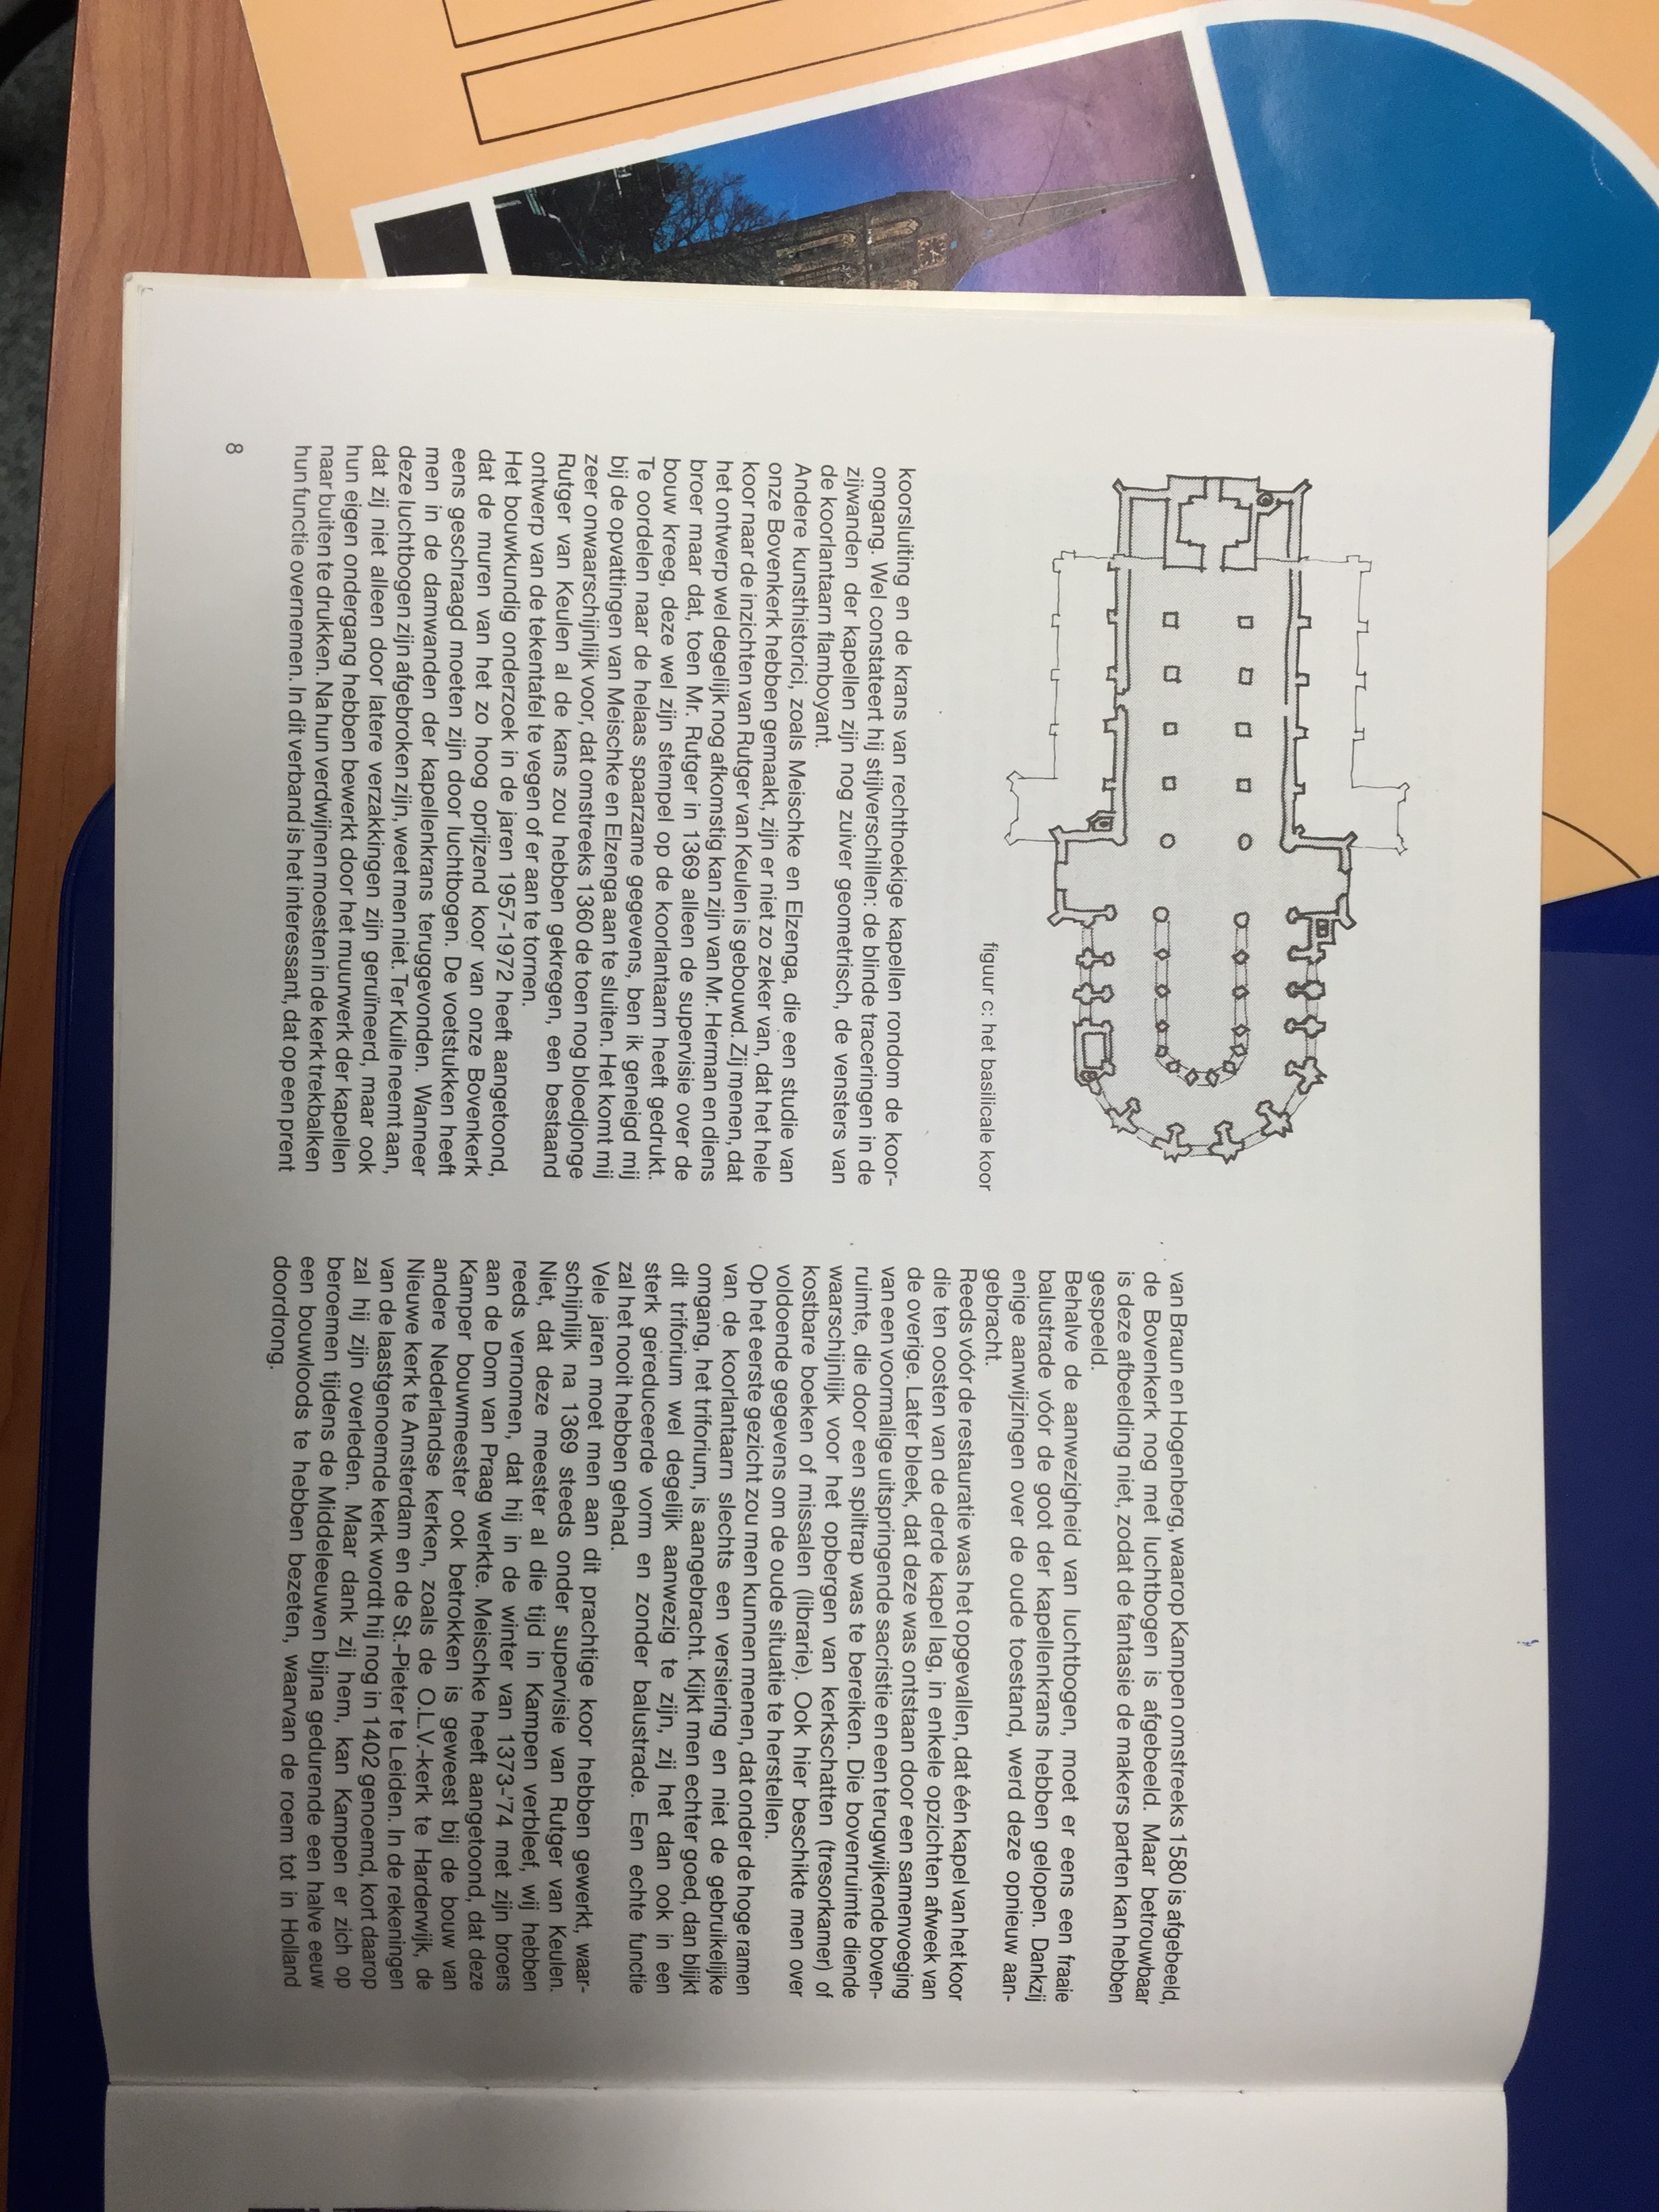 figuur c: het basilicale koor
koorsluiting en de krans van rechthoekige kapellen rondom de koor-
omgang. Wel constateert hij stijlverschillen: de blinde traceringen in de
zijwanden der kapellen zijn nog zuiver geometrisch, de vensters van
de koorlantaarn flamboyant.
Andere kunsthistorici, zoals Meischke en Elzenga, die een studie van
onze Bovenkerk hebben gemaakt, zijn er niet zo zeker van, dat het hele
koor naar de inzichten van Rutger van Keulen is gebouwd. Zij menen, dat
het ontwerp wel degelijk nog afkomstig kan zijn van Mr. Herman en diens
broer maar dat, toen Mr. Rutger in 1369 alleen de supervisie over de
bouw kreeg, deze wel zijn stempel op de koorlantaarn heeft gedrukt.
Te oordelen naar de helaas spaarzame gegevens, ben ik geneigd mij
bij de opvattingen van Meischke en Elzenga aan te sluiten. Het komt mij
zeer onwaarschijnlijk voor, dat omstreeks 1360 de toen nog bloedjonge
Rutger van Keulen al de kans zou hebben gekregen, een bestaand
ontwerp van de tekentafel te vegen of er aan te tornen.
Het bouwkundig onderzoek in de jaren 1957-1972 heeft aangetoond,
dat de muren van het zo hoog oprijzend koor van onze Bovenkerk
eens geschraagd moeten zijn door luchtbogen. De voetstukken heeft
men in de damwanden der kapellenkrans teruggevonden. Wanneer
deze luchtbogen zijn afgebroken zijn, weet men niet. Ter Kuile neemt aan,
dat zij niet alleen door latere verzakkingen zijn geruïneerd, maar ook
hun eigen ondergang hebben bewerkt door het muurwerk der kapellen
naar buiten te drukken. Na hun verdwijnen moesten in de kerk trekbalken
hun functie overnemen. In dit verband is het interessant, dat op een prent
8
van Braun en Hogenberg, waarop Kampen omstreeks 1580 is afgebeeld,
de Bovenkerk nog met luchtbogen is afgebeeld. Maar betrouwbaar
is deze afbeelding niet, zodat de fantasie de makers parten kan hebben
gespeeld.
Behalve de aanwezigheid van luchtbogen, moet er eens een fraaie
balustrade vóór de goot der kapellenkrans hebben gelopen. Dankzij
enige aanwijzingen over de oude toestand, werd deze opnieuw aan-
gebracht.
Reeds vóór de restauratie was het opgevallen, dat één kapel van het koor
die ten oosten van de derde kapel lag, in enkele opzichten afweek van
de overige. Later bleek, dat deze was ontstaan door een samenvoeging
van een voormalige uitspringende sacristie en een terugwijkende boven-
ruimte, die door een spiltrap was te bereiken. Die bovenruimte diende
waarschijnlijk voor het opbergen van kerkschatten (tresorkamer) of
kostbare boeken of missalen (librarie). Ook hier beschikte men over
voldoende gegevens om de oude situatie te herstellen.
Op het eerste gezicht zou men kunnen menen, dat onder de hoge ramen
van de koorlantaarn slechts een versiering en niet de gebruikelijke
omgang, het triforium, is aangebracht. Kijkt men echter goed, dan blijkt
dit triforium wel degelijk aanwezig te zijn, zij het dan ook in een
sterk gereduceerde vorm en zonder balustrade. Een echte functie
zal het nooit hebben gehad.
Vele jaren moet men aan dit prachtige koor hebben gewerkt, waar-
schijnlijk na 1369 steeds onder supervisie van Rutger van Keulen.
Niet, dat deze meester al die tijd in Kampen verbleef, wij hebben
reeds vernomen, dat hij in de winter van 1373-'74 met zijn broers
aan de Dom van Praag werkte. Meischke heeft aangetoond, dat deze
Kamper bouwmeester ook betrokken is geweest bij de bouw van
andere Nederlandse kerken, zoals de O.L.V.-kerk te Harderwijk, de
Nieuwe kerk te Amsterdam en de St.-Pieter te Leiden. In de rekeningen
van de laastgenoemde kerk wordt hij nog in 1402 genoemd, kort daarop
zal hij zijn overleden. Maar dank zij hem, kan Kampen er zich op
beroemen tijdens de Middeleeuwen bijna gedurende een halve eeuw
een bouwloods te hebben bezeten, waarvan de roem tot in Holland
doordrong.